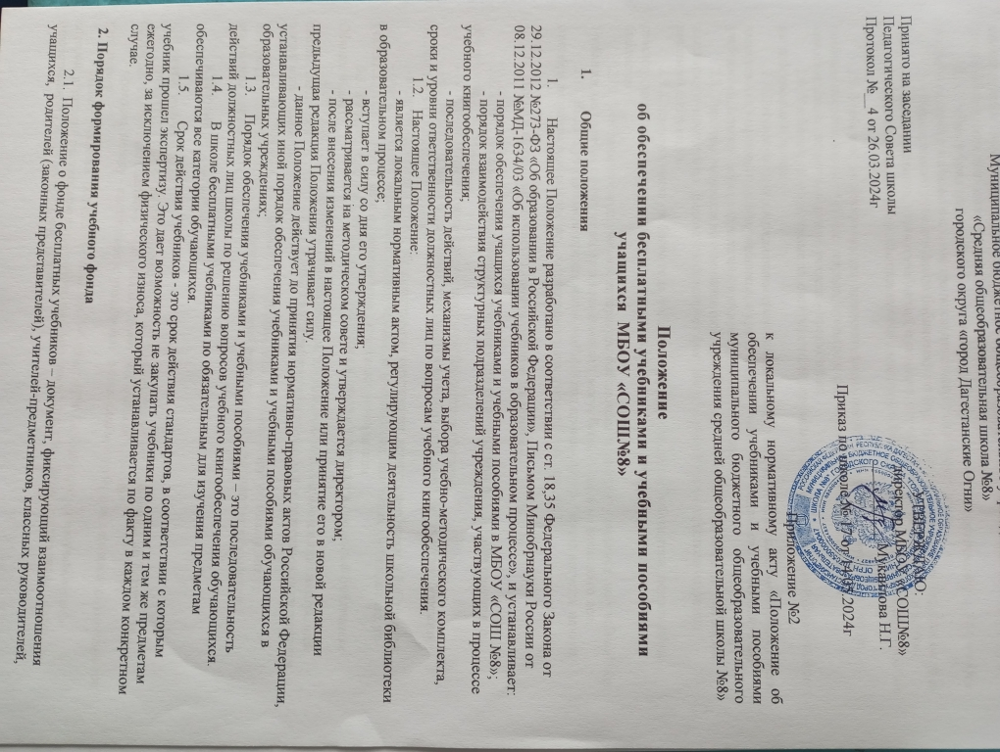 Муниципальное бюджетное общеобразовательное
«Средняя общеобразовательная школа №8»
городского округа «город Дагестанские Огни»
Принято на заседании
Педагогического Совета школы
Протокол №__4 от 26.03.2024г
УТВЕРЖДАЮ:
директор МБОУ «СОШ№8»
Н.Г.
Приказ по школе №
2024г
Приложение №2
к локальному нормативному акту «Положение об
обеспечении учебниками и учебными пособиями
муниципального бюджетного общеобразовательного
учреждения средней общеобразовательной школы №8»
Положение
об обеспечении бесплатными учебниками и учебными пособиями
учащихся МБОУ «СОШ№8»
1. Общие положения
1. Настоящее Положение разработано в соответствии с ст. 18,35 Федерального Закона от
29.12.2012 №273-ФЗ «Об образовании в Российской Федерации», Письмом Минобрнауки России от
08.12.2011 №МД-1634/03 «Об использовании учебников в образовательном процессе», и устанавливает:
- порядок обеспечения учащихся учебниками и учебными пособиями в МБОУ «СОШ №8»;
- порядок взаимодействия структурных подразделений учреждения, участвующих в процессе
учебного книгообеспечения;
- последовательность действий, механизмы учета, выбора учебно-методического комплекта,
сроки и уровни ответственности должностных лиц по вопросам учебного книгообеспечения.
1.2. Настоящее Положение:
- является локальным нормативным актом, регулирующим деятельность школьной библиотеки
в образовательном процессе;
- вступает в силу со дня его утверждения;
- рассматривается на методическом совете и утверждается директором;
- после внесения изменений в настоящее Положение или принятие его в новой редакции
предыдущая редакция Положения утрачивает силу.
- данное Положение действует до принятия нормативно-правовых актов Российской Федерации,
устанавливающих иной порядок обеспечения учебниками и учебными пособиями обучающихся в
образовательных учреждениях;
1.3. Порядок обеспечения учебниками и учебными пособиями – это последовательность
действий должностных лиц школы по решению вопросов учебного книгообеспечения обучающихся.
1.4. В школе бесплатными учебниками по обязательным для изучения предметам
обеспечиваются все категории обучающихся.
1.5. Срок действия учебников - это срок действия стандартов, в соответствии с которым
учебник прошел экспертизу. Это дает возможность не закупать учебники по одним и тем же предметам
ежегодно, за исключением физического износа, который устанавливается по факту в каждом конкретном
случае.
2. Порядок формирования учебного фонда
2.1. Положение о фонде бесплатных учебников – документ, фиксирующий взаимоотношения
учащихся, родителей (законных представителей), учителей-предметников, классных руководителей,